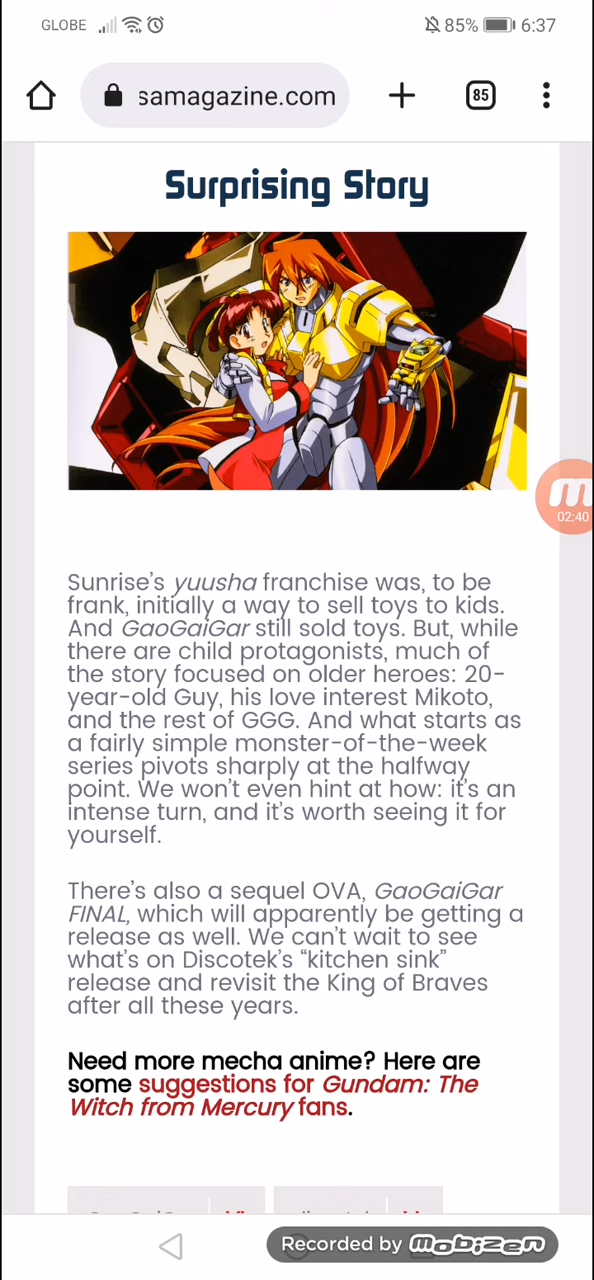 GLOBE 85% 6:37
samagazine.com 85
Surprising Story
02:40
Sunrise's yuusha franchise was, to be
frank, initially a way to sell toys to kids.
And GaoGaiGar still sold toys. But, while
there are child protagonists, much of
the story focused on older heroes: 20-
year-old Guy, his love interest Mikoto,
and the rest of GGG. And what starts as
a fairly simple monster-of-the-week
series pivots sharply at the halfway
point. We won't even hint at how: it's an
intense turn, and it's worth seeing it for
yourself.
There's also a sequel OVA, GaoGaiGar
FINAL, which will apparently be getting a
release as well. We can't wait to see
what's on Discotek's “kitchen sink”
release and revisit the King of Braves
after all these years.
Need more mecha anime? Here are
some suggestions for Gundam: The
Witch from Mercury fans.
Recorded by mobizen